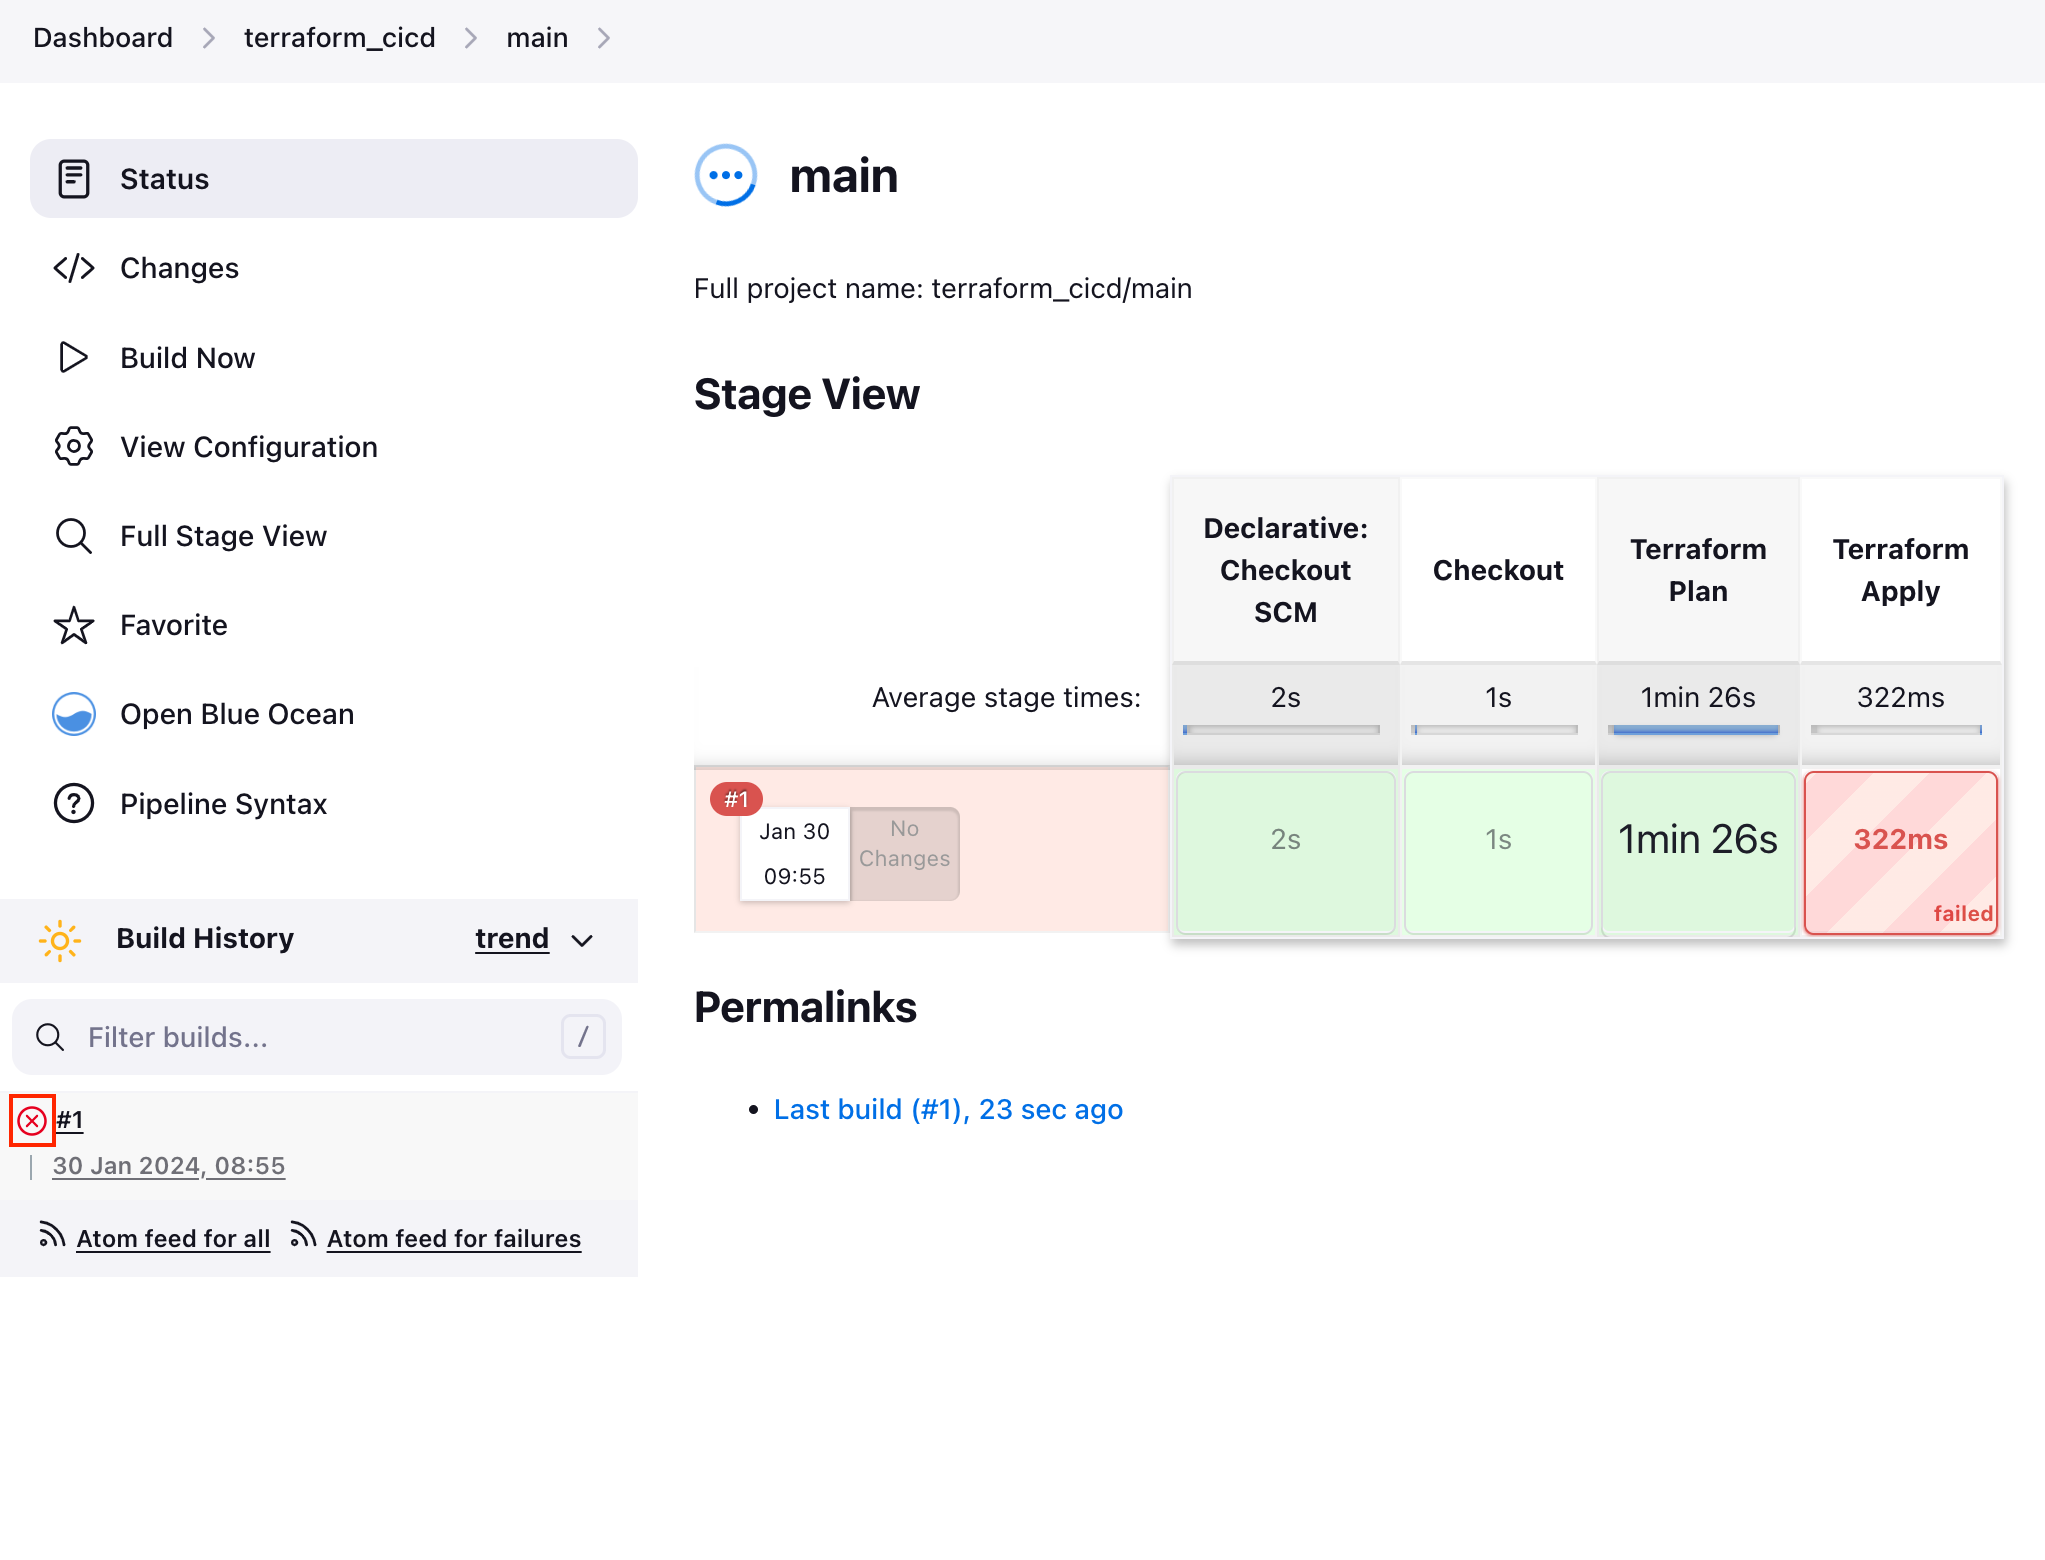 Dashboard
terraform_cicd
main
Status
Changes
Build Now
View Configuration
Full Stage View
Favorite
Open Blue Ocean
Pipeline Syntax
Build History
trend
Filter builds...
/
#1
30 Jan 2024, 08:55
Atom feed for all
Atom feed for failures
main
Full project name: terraform_cicd/main
Stage View
Declarative:
Checkout
SCM
Checkout
Terraform
Plan
Terraform
Apply
Average stage times:
2s
1s
1min 26s
322ms
#1
Jan 30
09:55
No
Changes
2s
1s
1min 26s
322ms
failed
Permalinks
Last build (#1), 23 sec ago